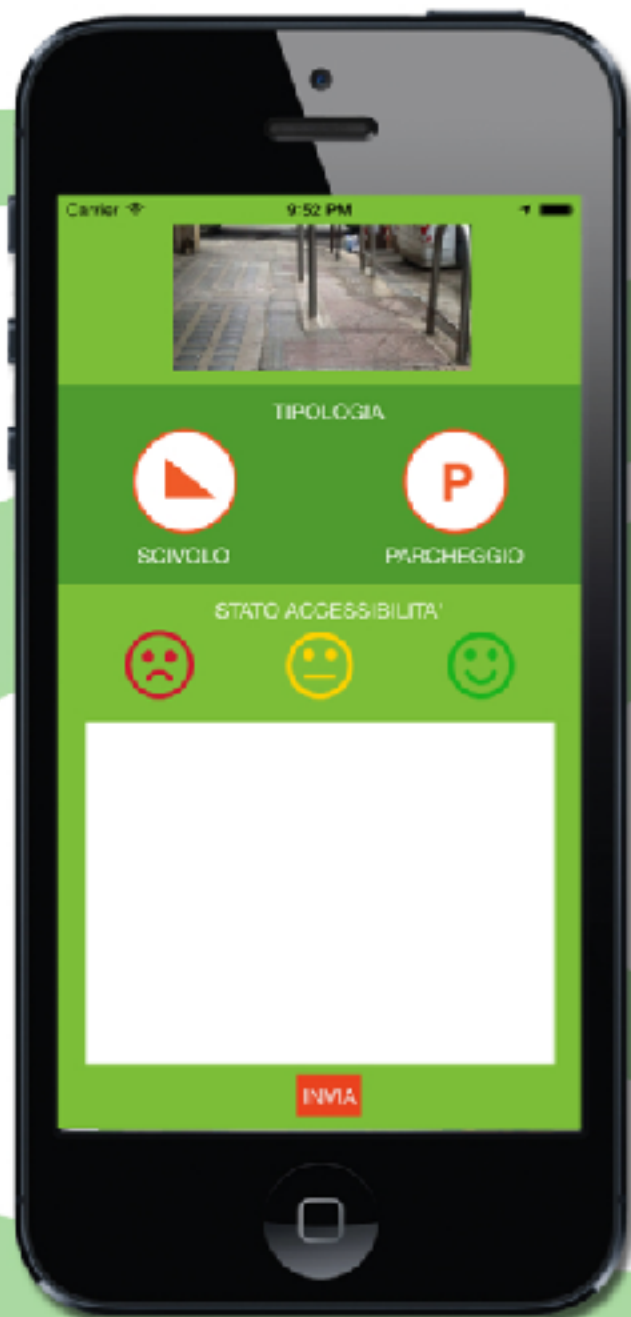 Carrier 9:52 PM
TIPOLOGIA
P
SCIVOLO PARCHEGGIO
STATO ACCESSIBILITA'
INVIA